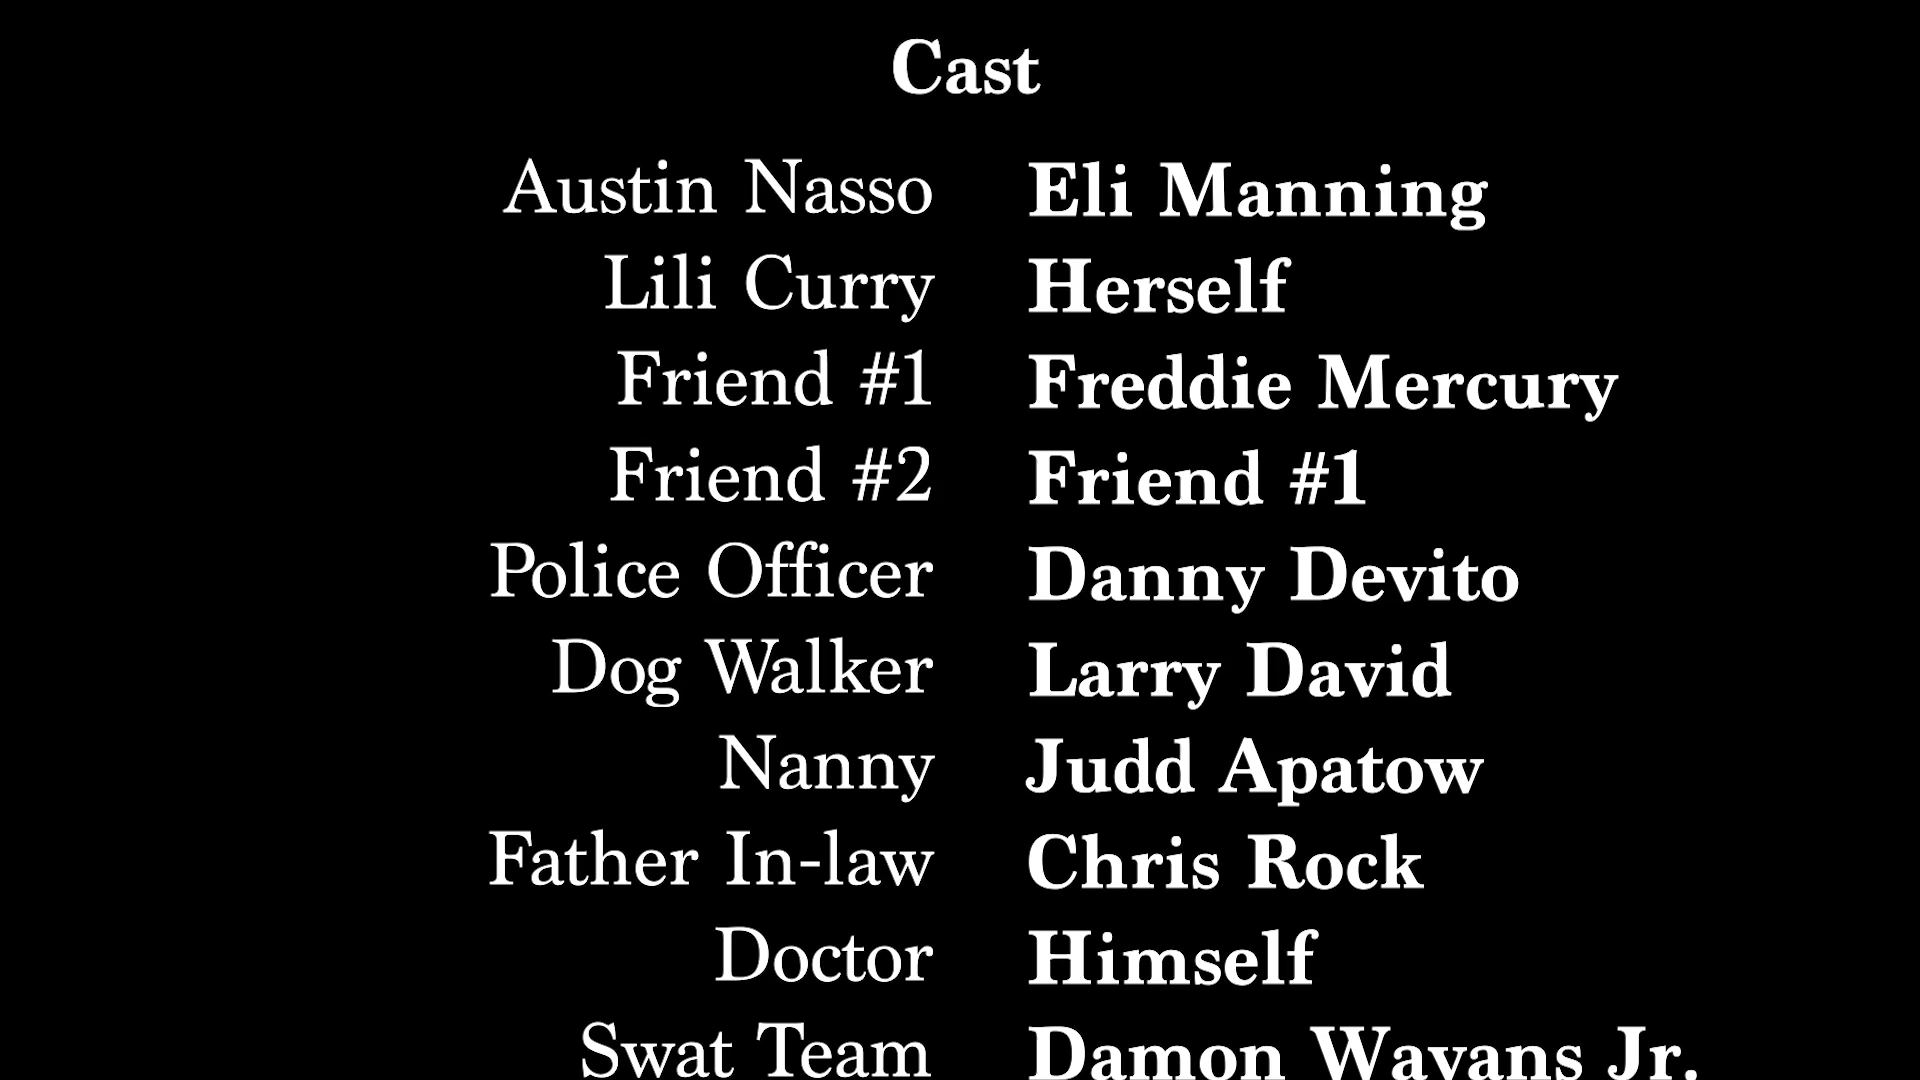 Cast
Austin Nasso Eli Manning
Lili Curry Herself
Friend #1 Freddie Mercury
Friend #2 Friend #1
Police Officer Danny Devito
Dog Walker Larry David
Nanny Judd Apatow
Father In-law Chris Rock
Doctor Himself
Swat Team Damon Wayans Jr.